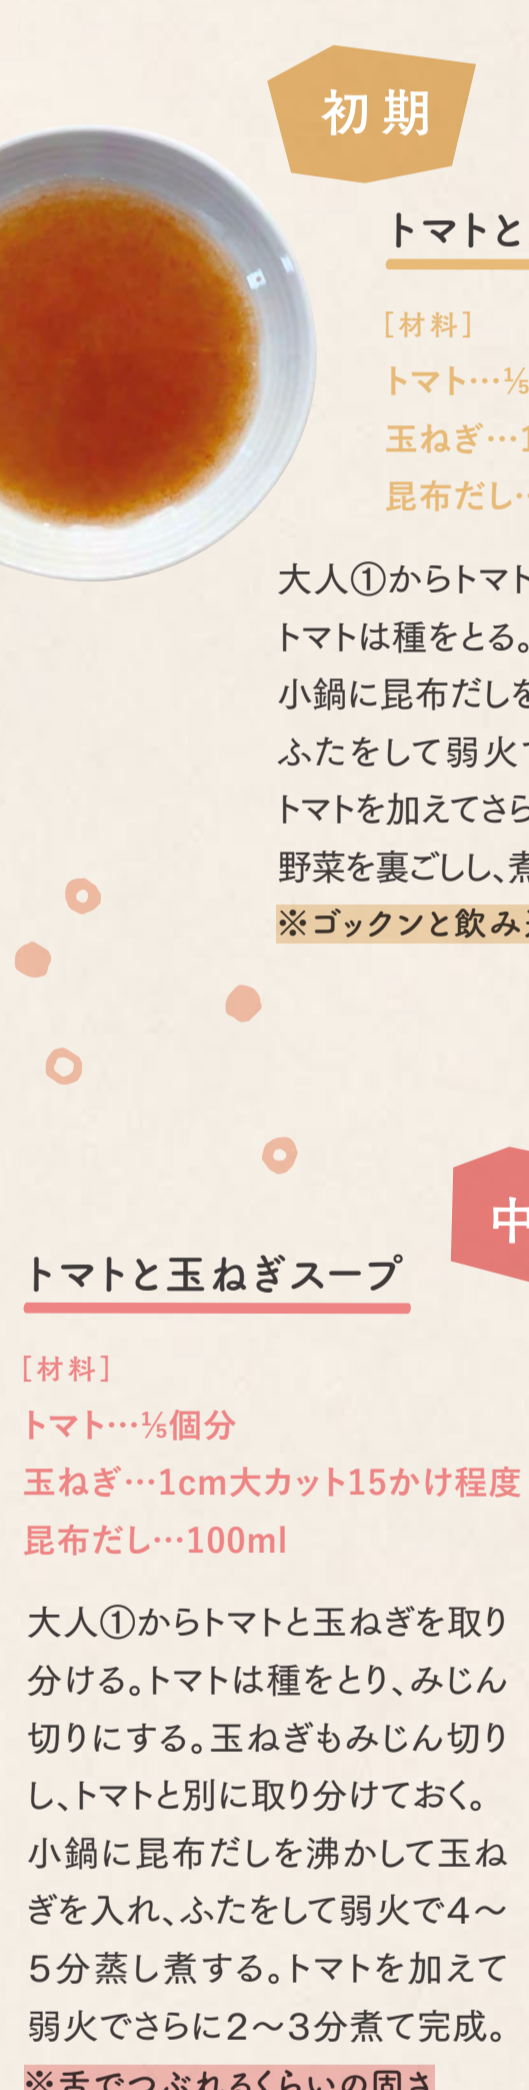 初期
トマトと
[材料]
トマト…⅕
玉ねぎ…1
昆布だし…
大人①からトマト
トマトは種をとる。
小鍋に昆布だしを
ふたをして弱火で
トマトを加えてさら
野菜を裏ごしし、煮
※ゴックンと飲み
中
トマトと玉ねぎスープ
[材料]
トマト…⅕個分
玉ねぎ…1cm大カット15かけ程度
昆布だし…100ml
大人①からトマトと玉ねぎを取り
分ける。トマトは種をとり、みじん
切りにする。玉ねぎもみじん切り
し、トマトと別に取り分けておく。
小鍋に昆布だしを沸かして玉ね
ぎを入れ、ふたをして弱火で4〜
5分蒸し煮する。トマトを加えて
弱火でさらに2〜3分煮て完成。
※舌でつぶれるくらいの固さ